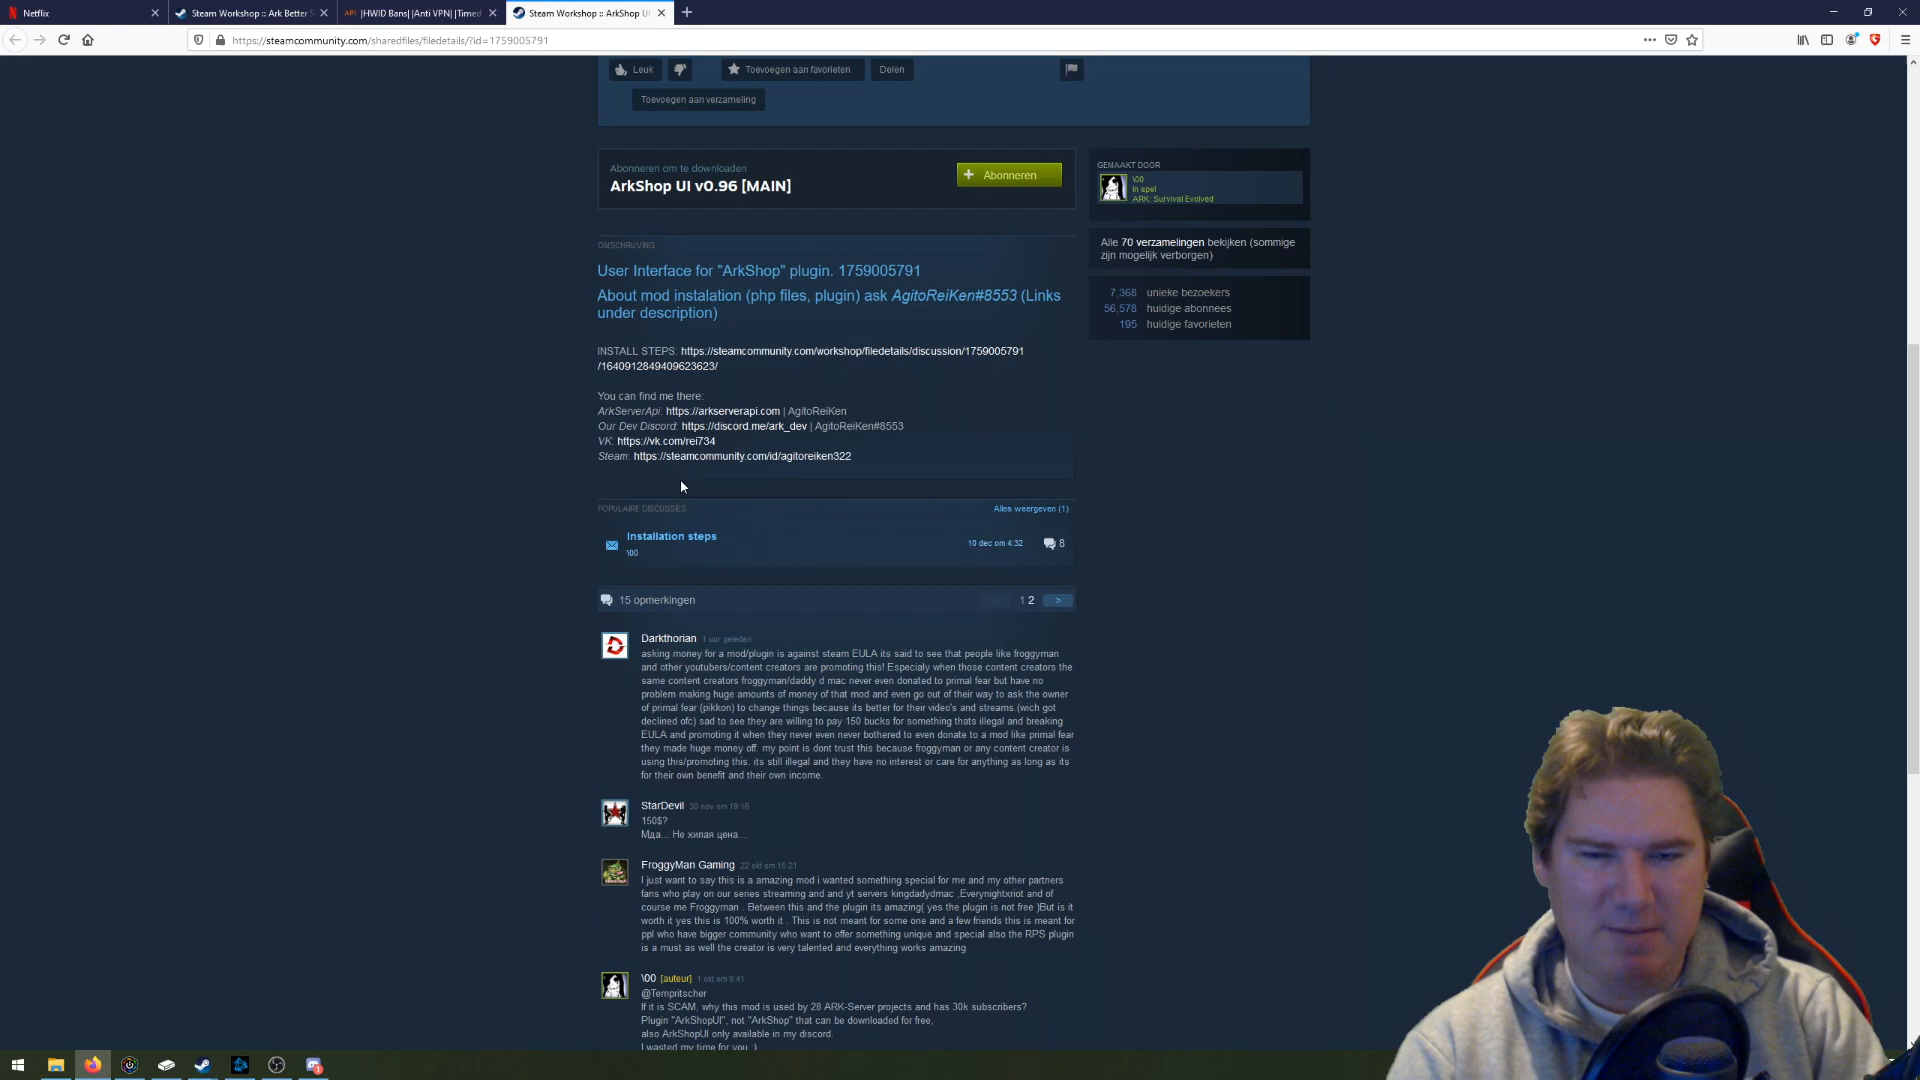 Netflix
Steam Workshop :: Ark Better S
|HWID Bans| |Anti VPN| |Timed
Steam Workshop :: ArkShop UI
https://steamcommunity.com/sharedfiles/filedetails/?id=1759005791
Leuk
Toevoegen aan favorieten
Delen
Toevoegen aan verzameling
Abonneren om te downloaden
ArkShop UI v0.96 [MAIN]
Abonneren
GEMAAKT DOOR
\00
In spel
ARK: Survival Evolved
Alle 70 verzamelingen bekijken (sommige
zijn mogelijk verborgen)
7,368 unieke bezoekers
56,578 huidige abonnees
195 huidige favorieten
OMSCHRIJVING
User Interface for "ArkShop" plugin. 1759005791
About mod instalation (php files, plugin) ask AgitoReiKen#8553 (Links
under description)
INSTALL STEPS: https://steamcommunity.com/workshop/filedetails/discussion/1759005791
/1640912849409623623/
You can find me there:
ArkServerApi: https://arkserverapi.com | AgitoReiKen
Our Dev Discord: https://discord.me/ark_dev | AgitoReiKen#8553
VK: https://vk.com/rei734
Steam: https://steamcommunity.com/id/agitoreiken322
POPULAIRE DISCUSSIES
Alles weergeven (1)
Installation steps
\00
10 dec om 4:32
8
15 opmerkingen
< 1 2 >
Darkthorian 1 uur geleden
asking money for a mod/plugin is against steam EULA its said to see that people like froggyman
and other youtubers/content creators are promoting this! Especialy when those content creators the
same content creators froggyman/daddy d mac never even donated to primal fear but have no
problem making huge amounts of money of that mod and even go out of their way to ask the owner
of primal fear (pikkon) to change things because its better for their video's and streams.(wich got
declined ofc) sad to see they are willing to pay 150 bucks for something thats illegal and breaking
EULA and promoting it when they never even never bothered to even donate to a mod like primal fear
they made huge money off. my point is dont trust this because froggyman or any content creator is
using this/promoting this. its still illegal and they have no interest or care for anything as long as its
for their own benefit and their own income.
StarDevil 30 nov om 19:16
150$?
Мда... Не хилая цена...
FroggyMan Gaming 22 okt om 15:21
I just want to say this is a amazing mod i wanted something special for me and my other partners
fans who play on our series streaming and and yt servers kingdadydmac ,Everynightxriot and of
course me Froggyman . Between this and the plugin its amazing( yes the plugin is not free )But is it
worth it yes this is 100% worth it . This is not meant for some one and a few friends this is meant for
ppl who have bigger community who want to offer something unique and special also the RPS plugin
is a must as well the creator is very talented and everything works amazing
\00 [auteur] 1 okt om 9:41
@Tempritscher
If it is SCAM, why this mod is used by 28 ARK-Server projects and has 30k subscribers?
Plugin "ArkShopUI", not "ArkShop" that can be downloaded for free,
also ArkShopUI only available in my discord.
I wasted my time for you :)